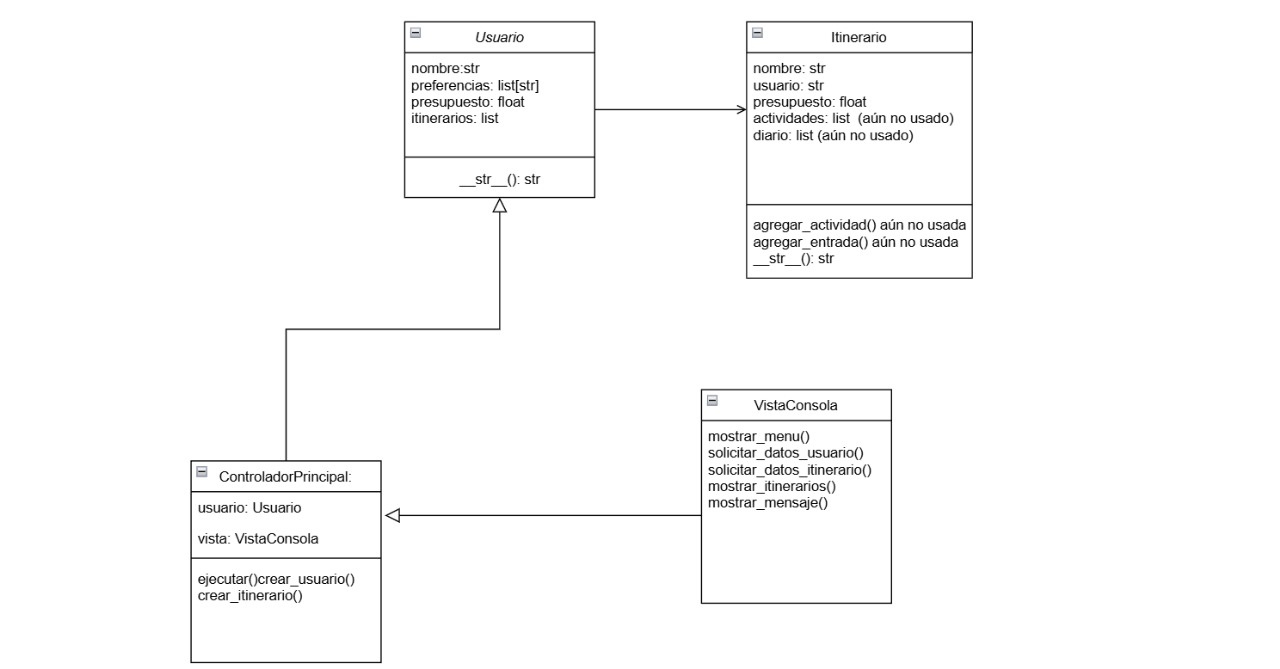 Usuario
nombre:str
preferencias: list[str]
presupuesto: float
itinerarios: list
__str__(): str
Itinerario
nombre: str
usuario: str
presupuesto: float
actividades: list  (aún no usado)
diario: list (aún no usado)
agregar_actividad() aún no usada
agregar_entrada() aún no usada
__str__(): str
ControladorPrincipal:
usuario: Usuario
vista: VistaConsola
ejecutar()crear_usuario()
crear_itinerario()
VistaConsola
mostrar_menu()
solicitar_datos_usuario()
solicitar_datos_itinerario()
mostrar_itinerarios()
mostrar_mensaje()